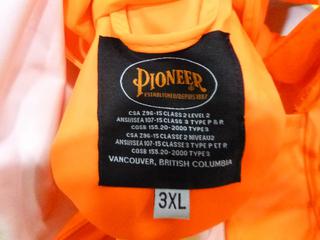 PIONEER
ESTABLISHED/DEPUIS 1887
CSA Z96-15 CLASS 2 LEVEL 2
ANSI/ISEA 107-15 CLASS 3 TYPE P & R
CGSB 155.20-2000 TYPE 3
CSA Z96-15 CLASSE 2 NIVEAU 2
ANSI/ISEA 107-15 CLASSE 3 TYPE P ET R
CGSB 155.20-2000 TYPE 3
VANCOUVER, BRITISH COLUMBIA
3XL